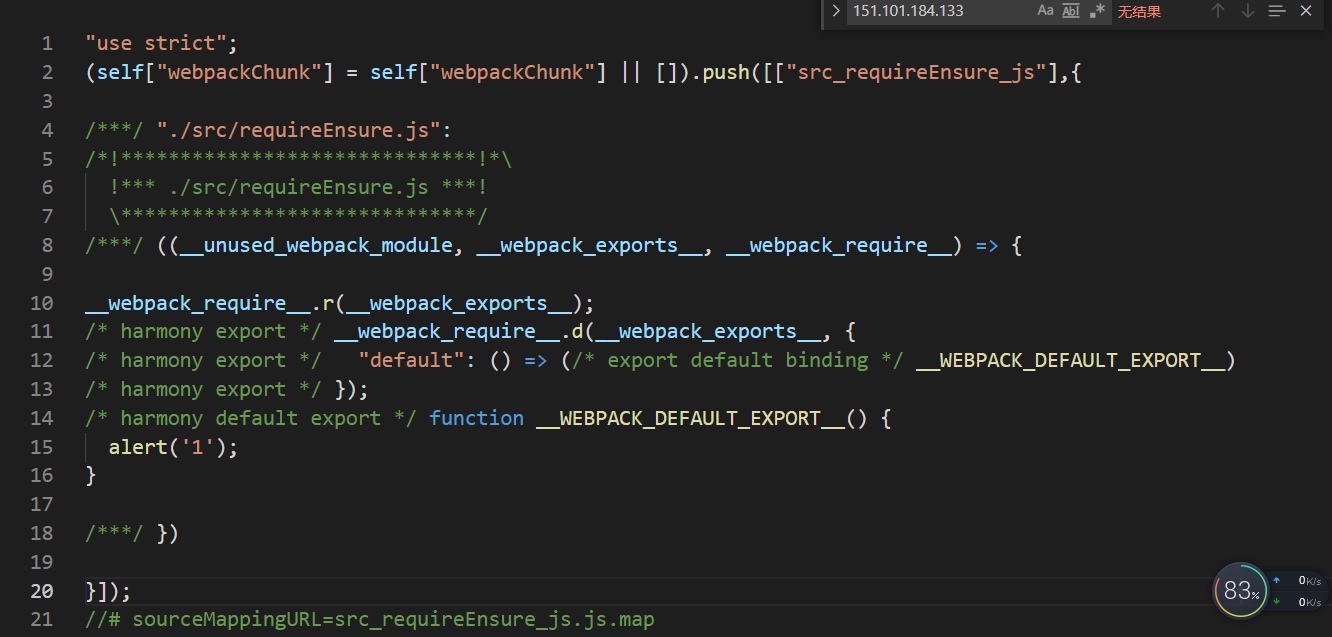 151.101.184.133 Aa Abl .* 无结果
1 "use strict";
2 (self["webpackChunk"] = self["webpackChunk"] || []).push([["src_requireEnsure_js"],{
3
4 /***/ "./src/requireEnsure.js":
5 /*!******************************!*\
6   !*** ./src/requireEnsure.js ***!
7   \******************************/
8 /***/ ((__unused_webpack_module, __webpack_exports__, __webpack_require__) => {
9
10 __webpack_require__.r(__webpack_exports__);
11 /* harmony export */ __webpack_require__.d(__webpack_exports__, {
12 /* harmony export */   "default": () => (/* export default binding */ __WEBPACK_DEFAULT_EXPORT__)
13 /* harmony export */ });
14 /* harmony default export */ function __WEBPACK_DEFAULT_EXPORT__() {
15   alert('1');
16 }
17
18 /***/ })
19
20 }]);
21 //# sourceMappingURL=src_requireEnsure_js.js.map
83%
0K/s
0K/s